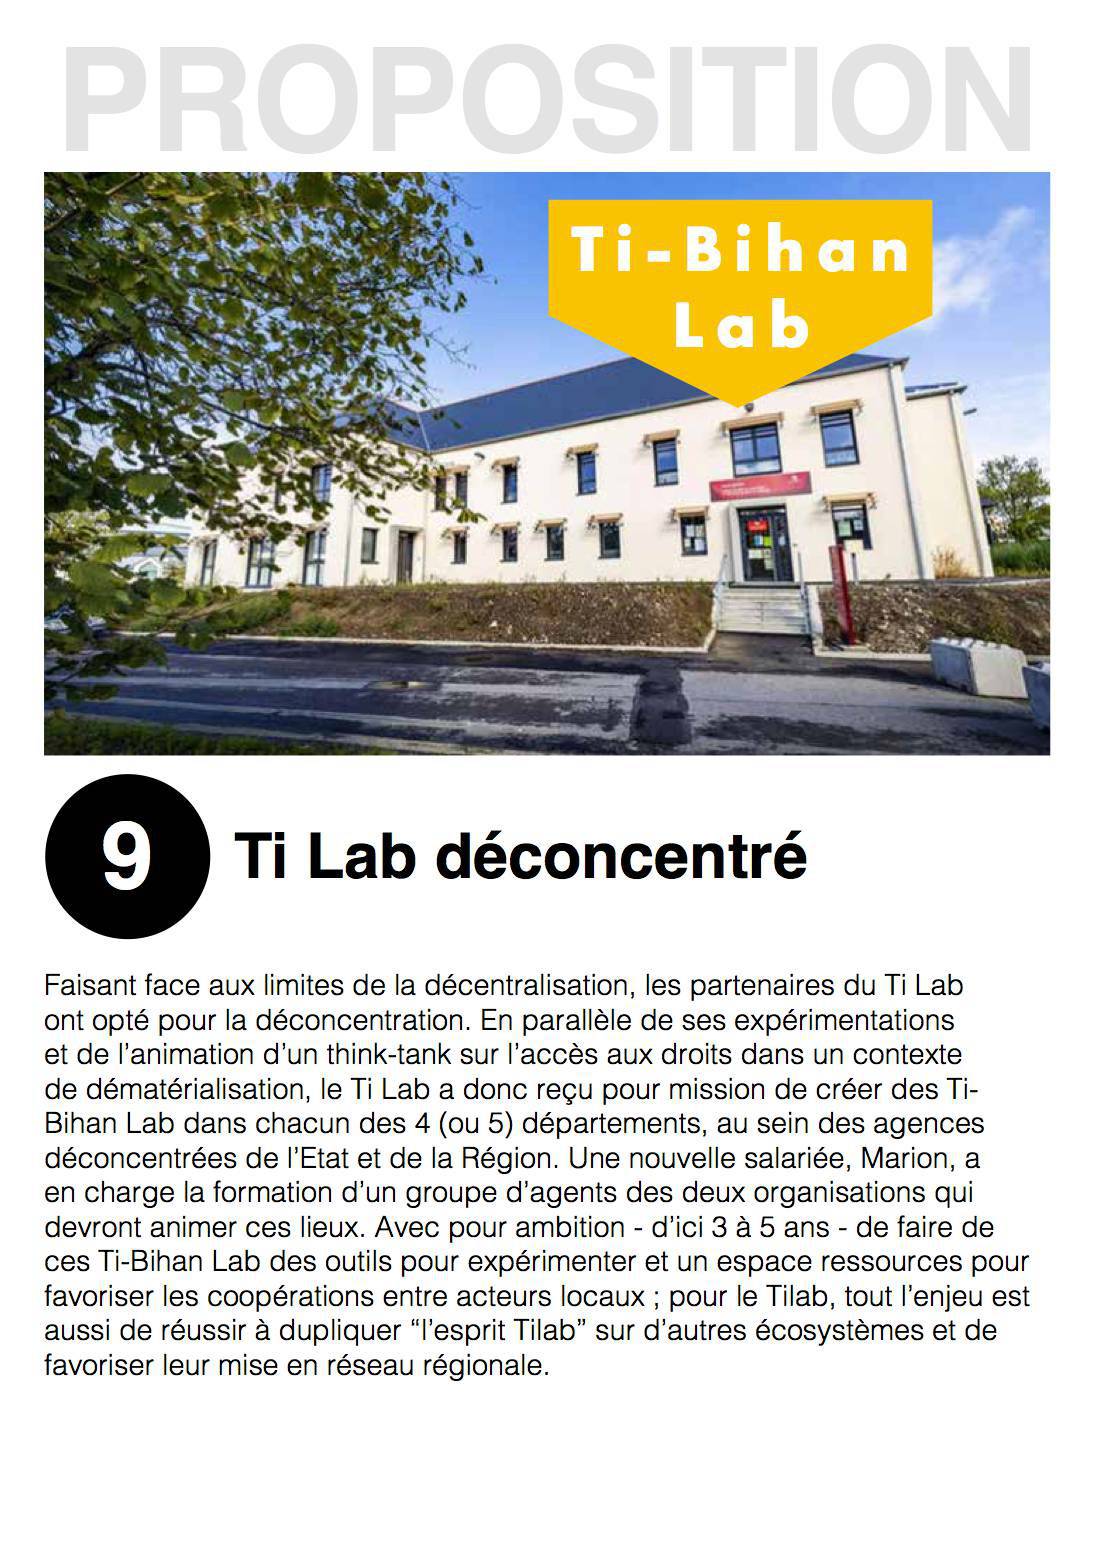 PROPOSITION
Ti-Bihan
Lab
9
Ti Lab déconcentré
Faisant face aux limites de la décentralisation, les partenaires du Ti Lab
ont opté pour la déconcentration. En parallèle de ses expérimentations
et de l’animation d’un think-tank sur l’accès aux droits dans un contexte
de dématérialisation, le Ti Lab a donc reçu pour mission de créer des Ti-
Bihan Lab dans chacun des 4 (ou 5) départements, au sein des agences
déconcentrées de l’Etat et de la Région. Une nouvelle salariée, Marion, a
en charge la formation d’un groupe d’agents des deux organisations qui
devront animer ces lieux. Avec pour ambition - d’ici 3 à 5 ans - de faire de
ces Ti-Bihan Lab des outils pour expérimenter et un espace ressources pour
favoriser les coopérations entre acteurs locaux ; pour le Tilab, tout l’enjeu est
aussi de réussir à dupliquer “l’esprit Tilab” sur d’autres écosystèmes et de
favoriser leur mise en réseau régionale.